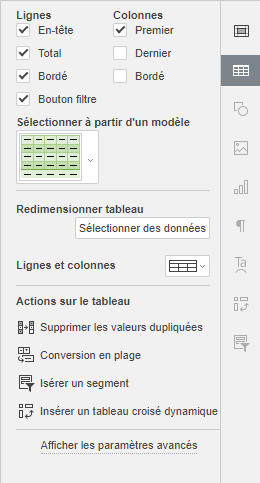 Lignes Colonnes
En-tête Premier
Total Dernier
Bordé Bordé
Bouton filtre
Sélectionner à partir d'un modèle
Redimensionner tableau
Sélectionner des données
Lignes et colonnes
Actions sur le tableau
Supprimer les valeurs dupliquées
Conversion en plage
Isérer un segment
Insérer un tableau croisé dynamique
Afficher les paramètres avancés